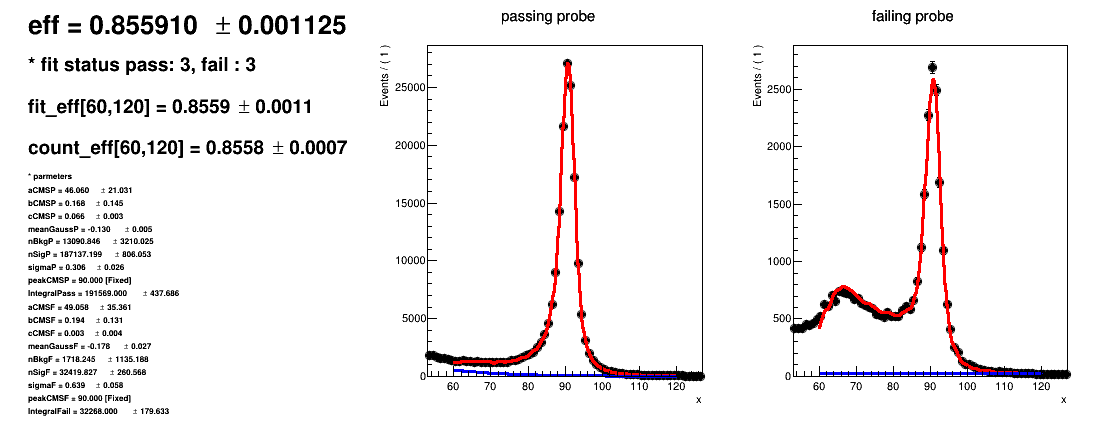 eff = 0.855910 ± 0.001125
* fit status pass: 3, fail : 3
fit_eff[60,120] = 0.8559 ± 0.0011
count_eff[60,120] = 0.8558 ± 0.0007
* parmeters
aCMSP = 46.060 ± 21.031
bCMSP = 0.168 ± 0.145
cCMSP = 0.066 ± 0.003
meanGaussP = -0.130 ± 0.005
nBkgP = 13090.846 ± 3210.025
nSigP = 187137.199 ± 806.053
sigmaP = 0.306 ± 0.026
peakCMSP = 90.000 [Fixed]
IntegralPass = 191569.000 ± 437.686
aCMSF = 49.058 ± 35.361
bCMSF = 0.194 ± 0.131
cCMSF = 0.003 ± 0.004
meanGaussF = -0.178 ± 0.027
nBkgF = 1718.245 ± 1135.188
nSigF = 32419.827 ± 260.568
sigmaF = 0.639 ± 0.058
peakCMSF = 90.000 [Fixed]
IntegralFail = 32268.000 ± 179.633
passing probe
Events / ( 1 )
25000
20000
15000
10000
5000
0
60 70 80 90 100 110 120
x
failing probe
Events / ( 1 )
2500
2000
1500
1000
500
0
60 70 80 90 100 110 120
x